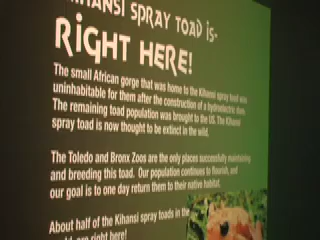 KIHANSI SPRAY TOAD IS-
RIGHT HERE!
The small African gorge that was home to the Kihansi spray toad was
uninhabitable for them after the construction of a hydroelectric dam.
The remaining toad population was brought to the US. The Kihansi
spray toad is now thought to be extinct in the wild.
The Toledo and Bronx Zoos are the only places successfully maintaining
and breeding this toad. Our population continues to flourish, and
our goal is to one day return them to their native habitat.
About half of the Kihansi spray toads in the
are right here!